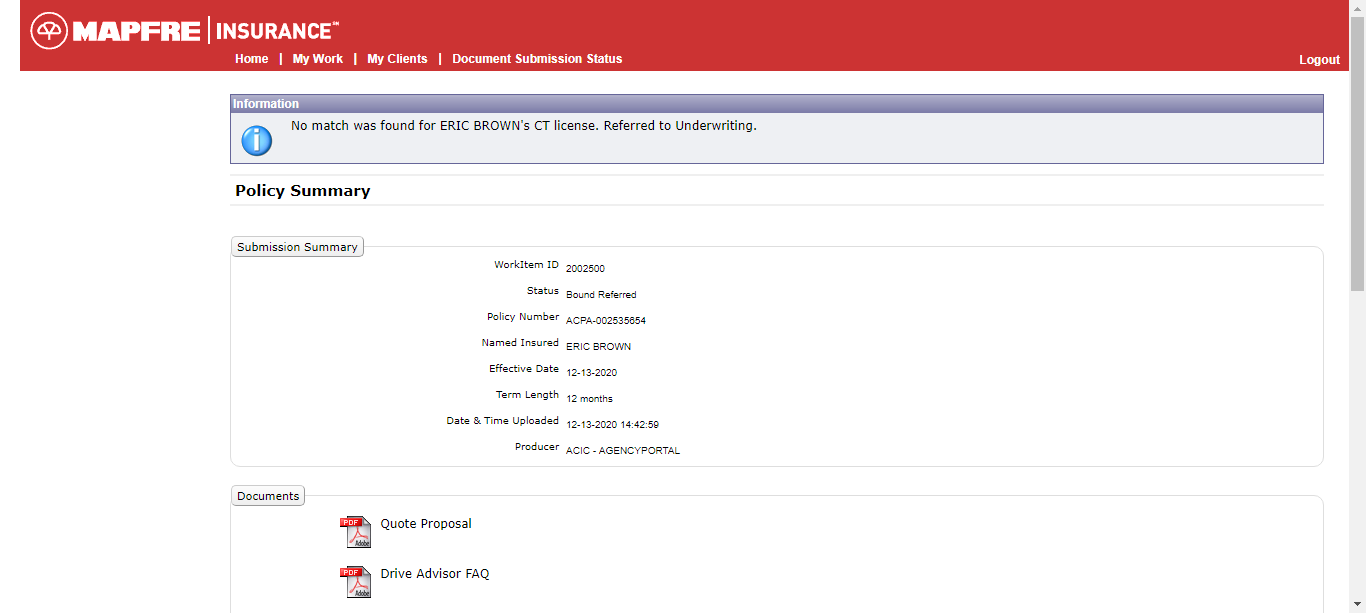 MAPFRE INSURANCE℠
Home | My Work | My Clients | Document Submission Status
Logout
Information
No match was found for ERIC BROWN's CT license. Referred to Underwriting.
Policy Summary
Submission Summary
WorkItem ID 2002500
Status Bound Referred
Policy Number ACPA-002535654
Named Insured ERIC BROWN
Effective Date 12-13-2020
Term Length 12 months
Date & Time Uploaded 12-13-2020 14:42:59
Producer ACIC - AGENCYPORTAL
Documents
PDF Adobe Quote Proposal
PDF Adobe Drive Advisor FAQ